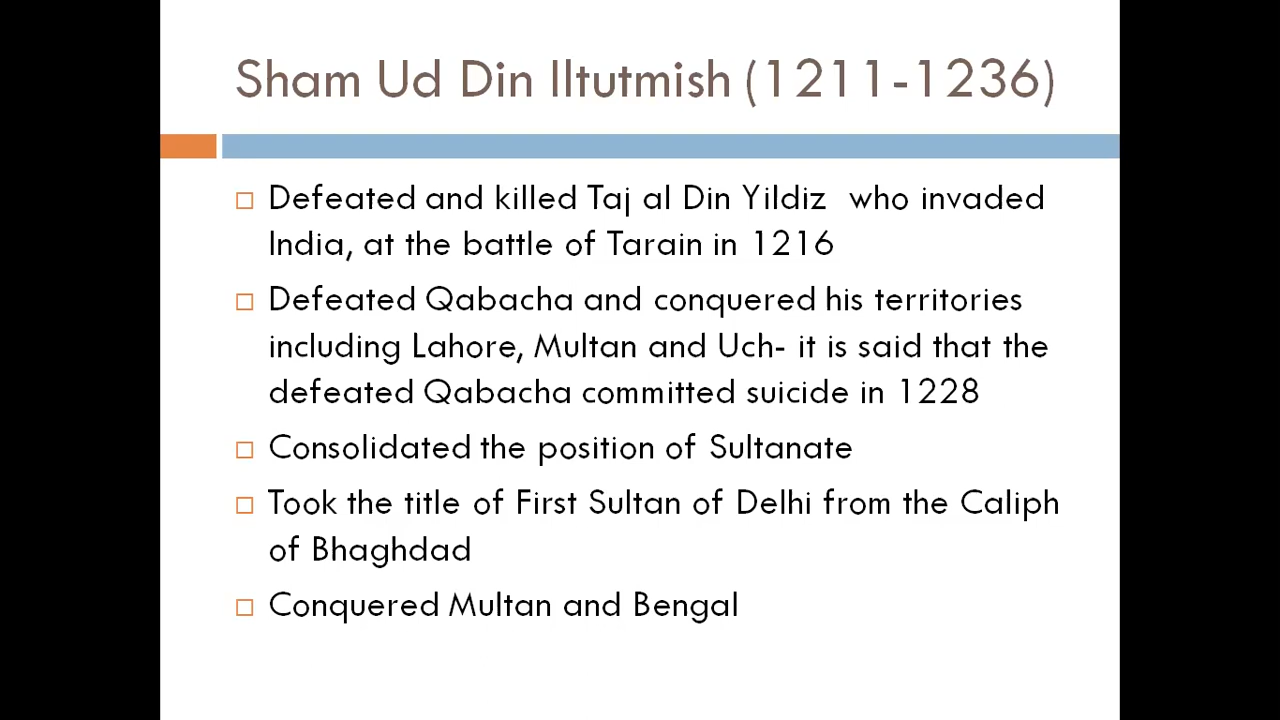 Sham Ud Din Iltutmish (1211-1236)
Defeated and killed Taj al Din Yildiz who invaded
India, at the battle of Tarain in 1216
Defeated Qabacha and conquered his territories
including Lahore, Multan and Uch- it is said that the
defeated Qabacha committed suicide in 1228
Consolidated the position of Sultanate
Took the title of First Sultan of Delhi from the Caliph
of Bhaghdad
Conquered Multan and Bengal